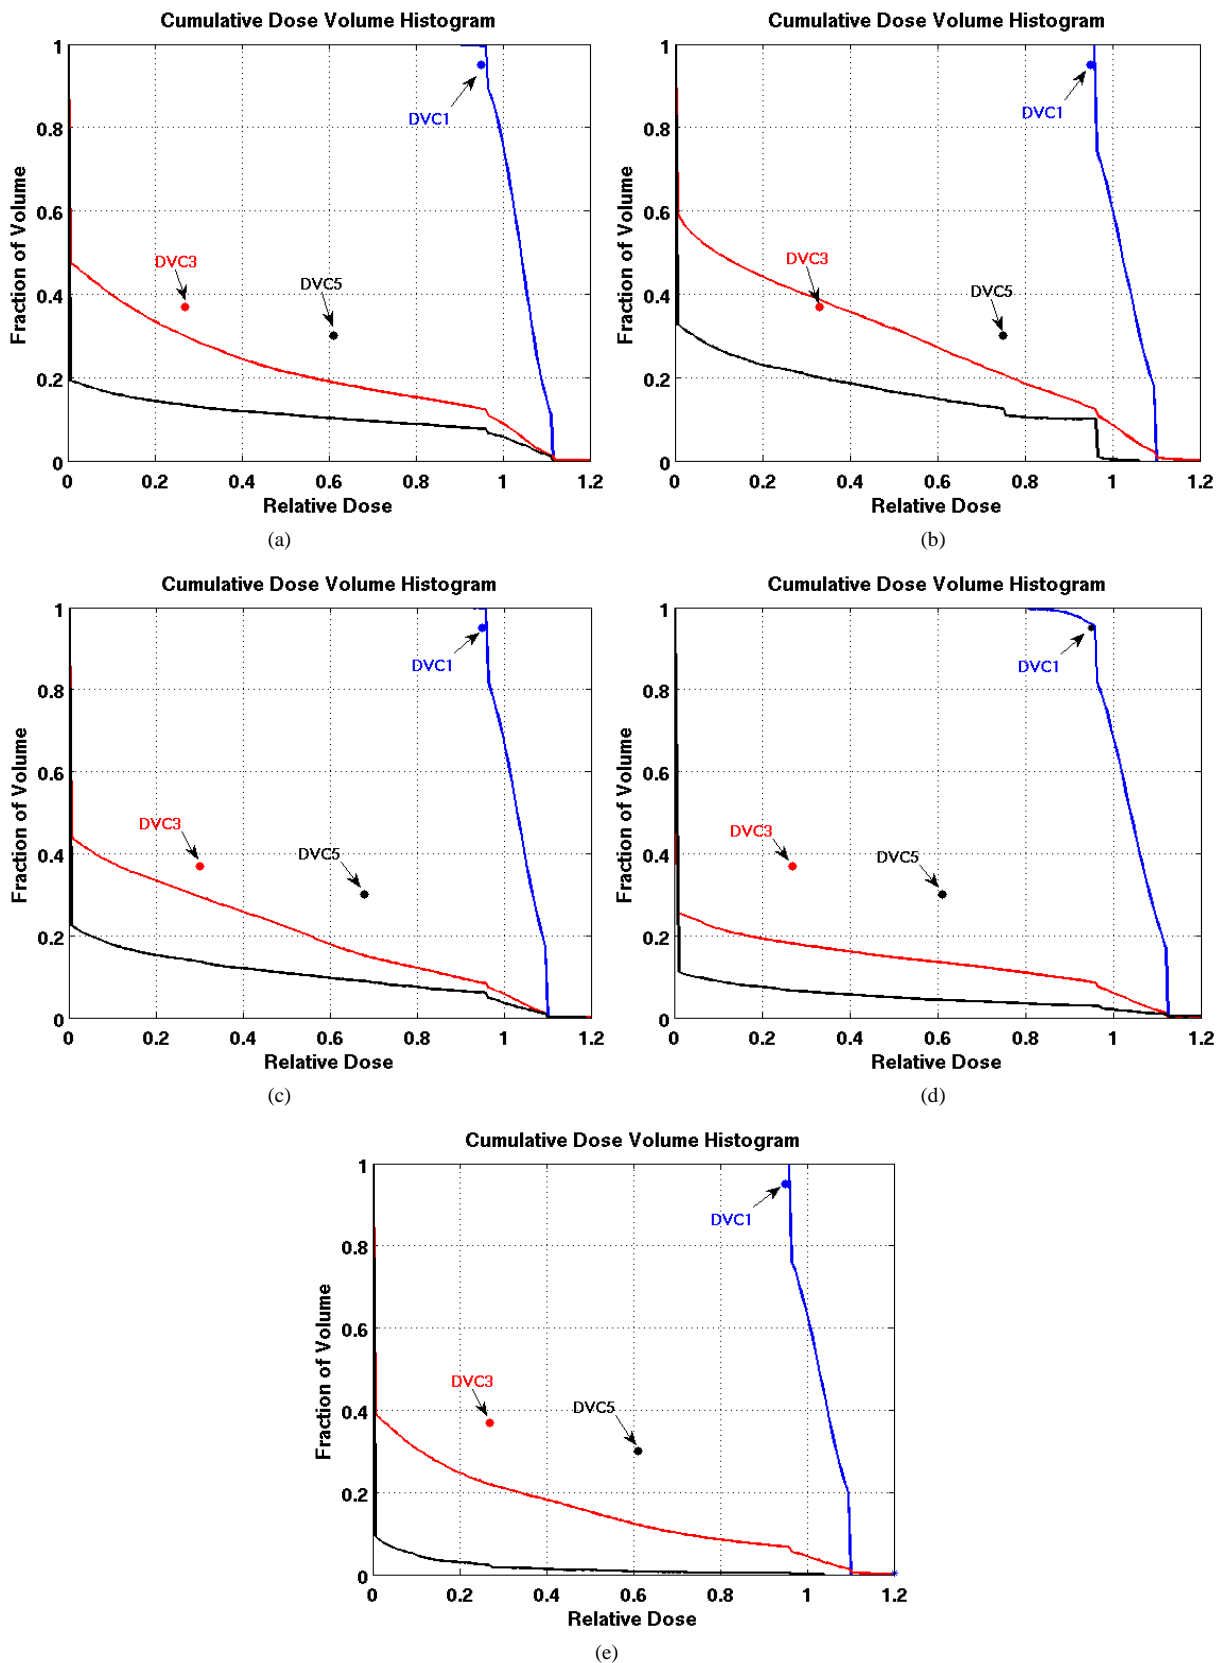 Cumulative Dose Volume Histogram
1
0.8
0.6
0.4
0.2
0
Fraction of Volume
DVC1
DVC3
DVC5
0 0.2 0.4 0.6 0.8 1 1.2
Relative Dose
(a)
Cumulative Dose Volume Histogram
1
0.8
0.6
0.4
0.2
0
Fraction of Volume
DVC1
DVC3
DVC5
0 0.2 0.4 0.6 0.8 1 1.2
Relative Dose
(b)
Cumulative Dose Volume Histogram
1
0.8
0.6
0.4
0.2
0
Fraction of Volume
DVC1
DVC3
DVC5
0 0.2 0.4 0.6 0.8 1 1.2
Relative Dose
(c)
Cumulative Dose Volume Histogram
1
0.8
0.6
0.4
0.2
0
Fraction of Volume
DVC1
DVC3
DVC5
0 0.2 0.4 0.6 0.8 1 1.2
Relative Dose
(d)
Cumulative Dose Volume Histogram
1
0.8
0.6
0.4
0.2
0
Fraction of Volume
DVC1
DVC3
DVC5
0 0.2 0.4 0.6 0.8 1 1.2
Relative Dose
(e)